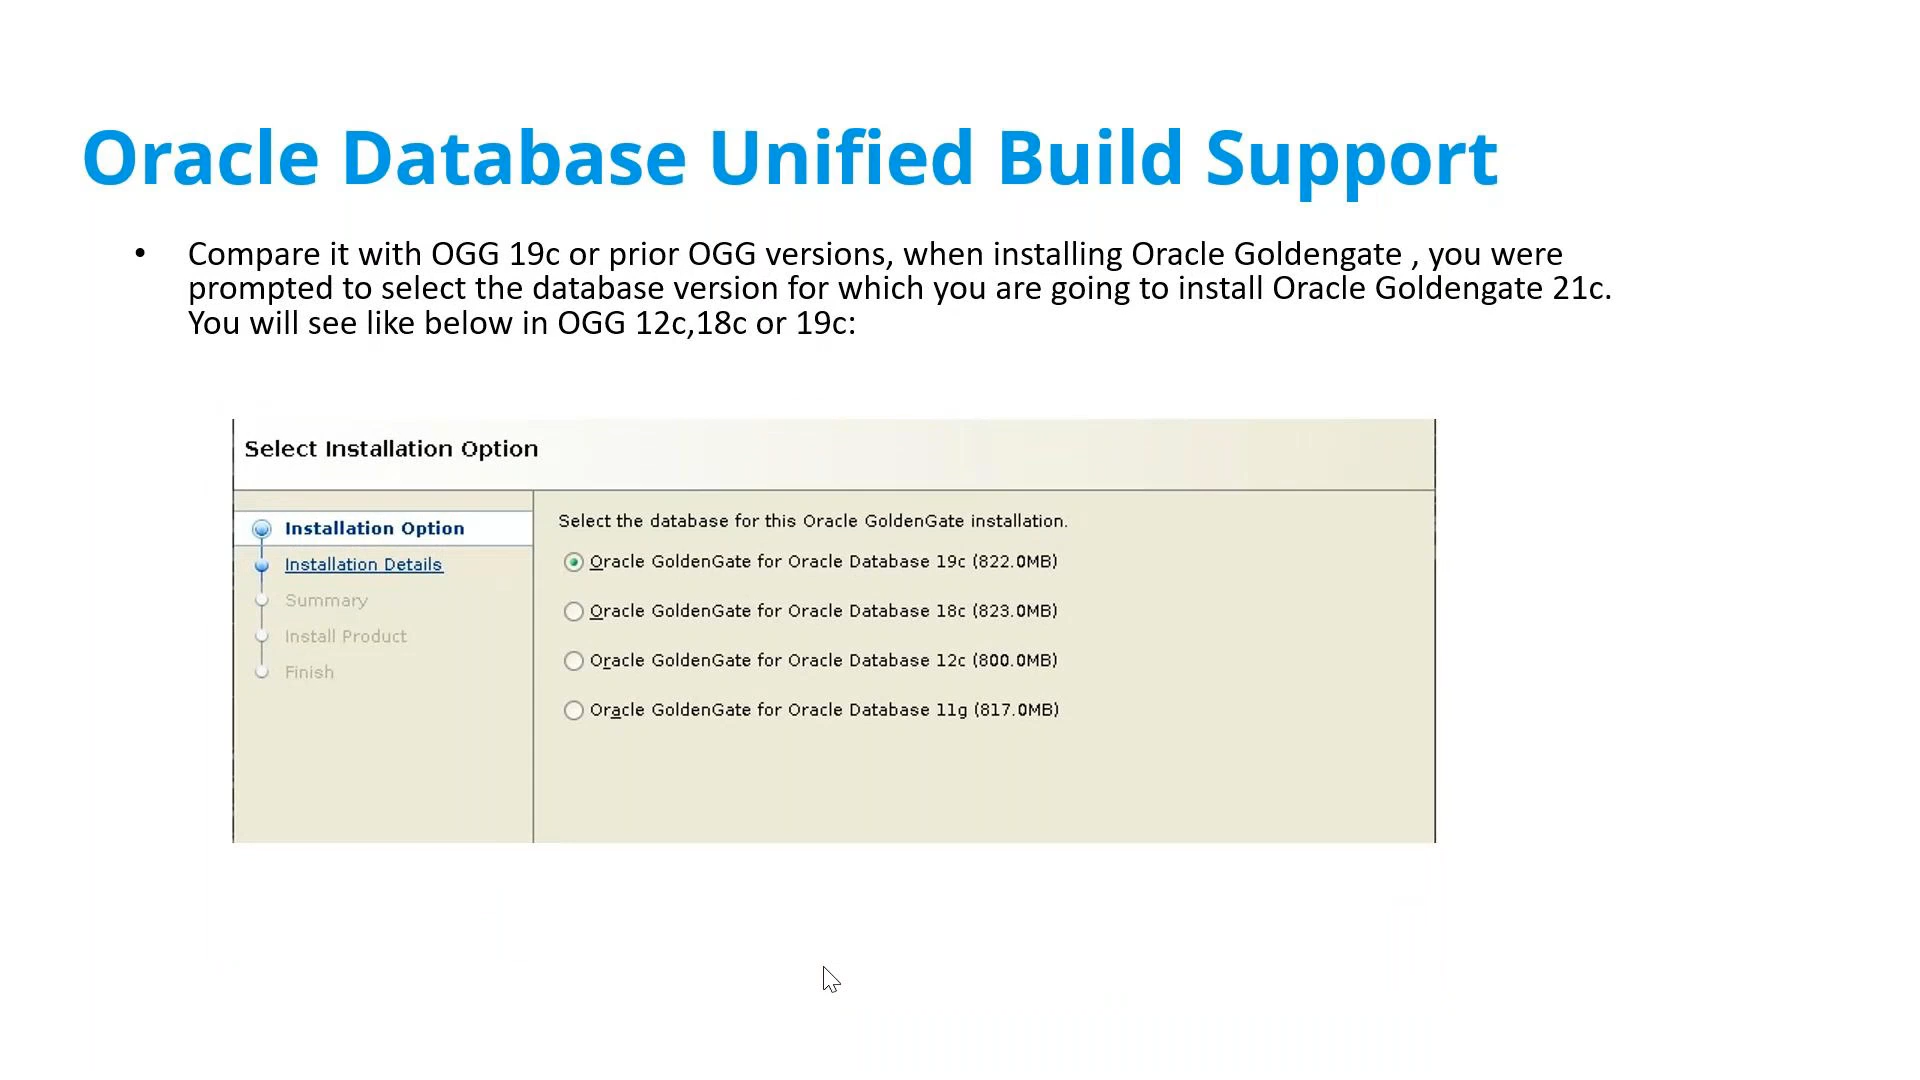 Oracle Database Unified Build Support
• Compare it with OGG 19c or prior OGG versions, when installing Oracle Goldengate , you were
prompted to select the database version for which you are going to install Oracle Goldengate 21c.
You will see like below in OGG 12c,18c or 19c:
Select Installation Option
Installation Option
Installation Details
Summary
Install Product
Finish
Select the database for this Oracle GoldenGate installation.
Oracle GoldenGate for Oracle Database 19c (822.0MB)
Oracle GoldenGate for Oracle Database 18c (823.0MB)
Oracle GoldenGate for Oracle Database 12c (800.0MB)
Oracle GoldenGate for Oracle Database 11g (817.0MB)